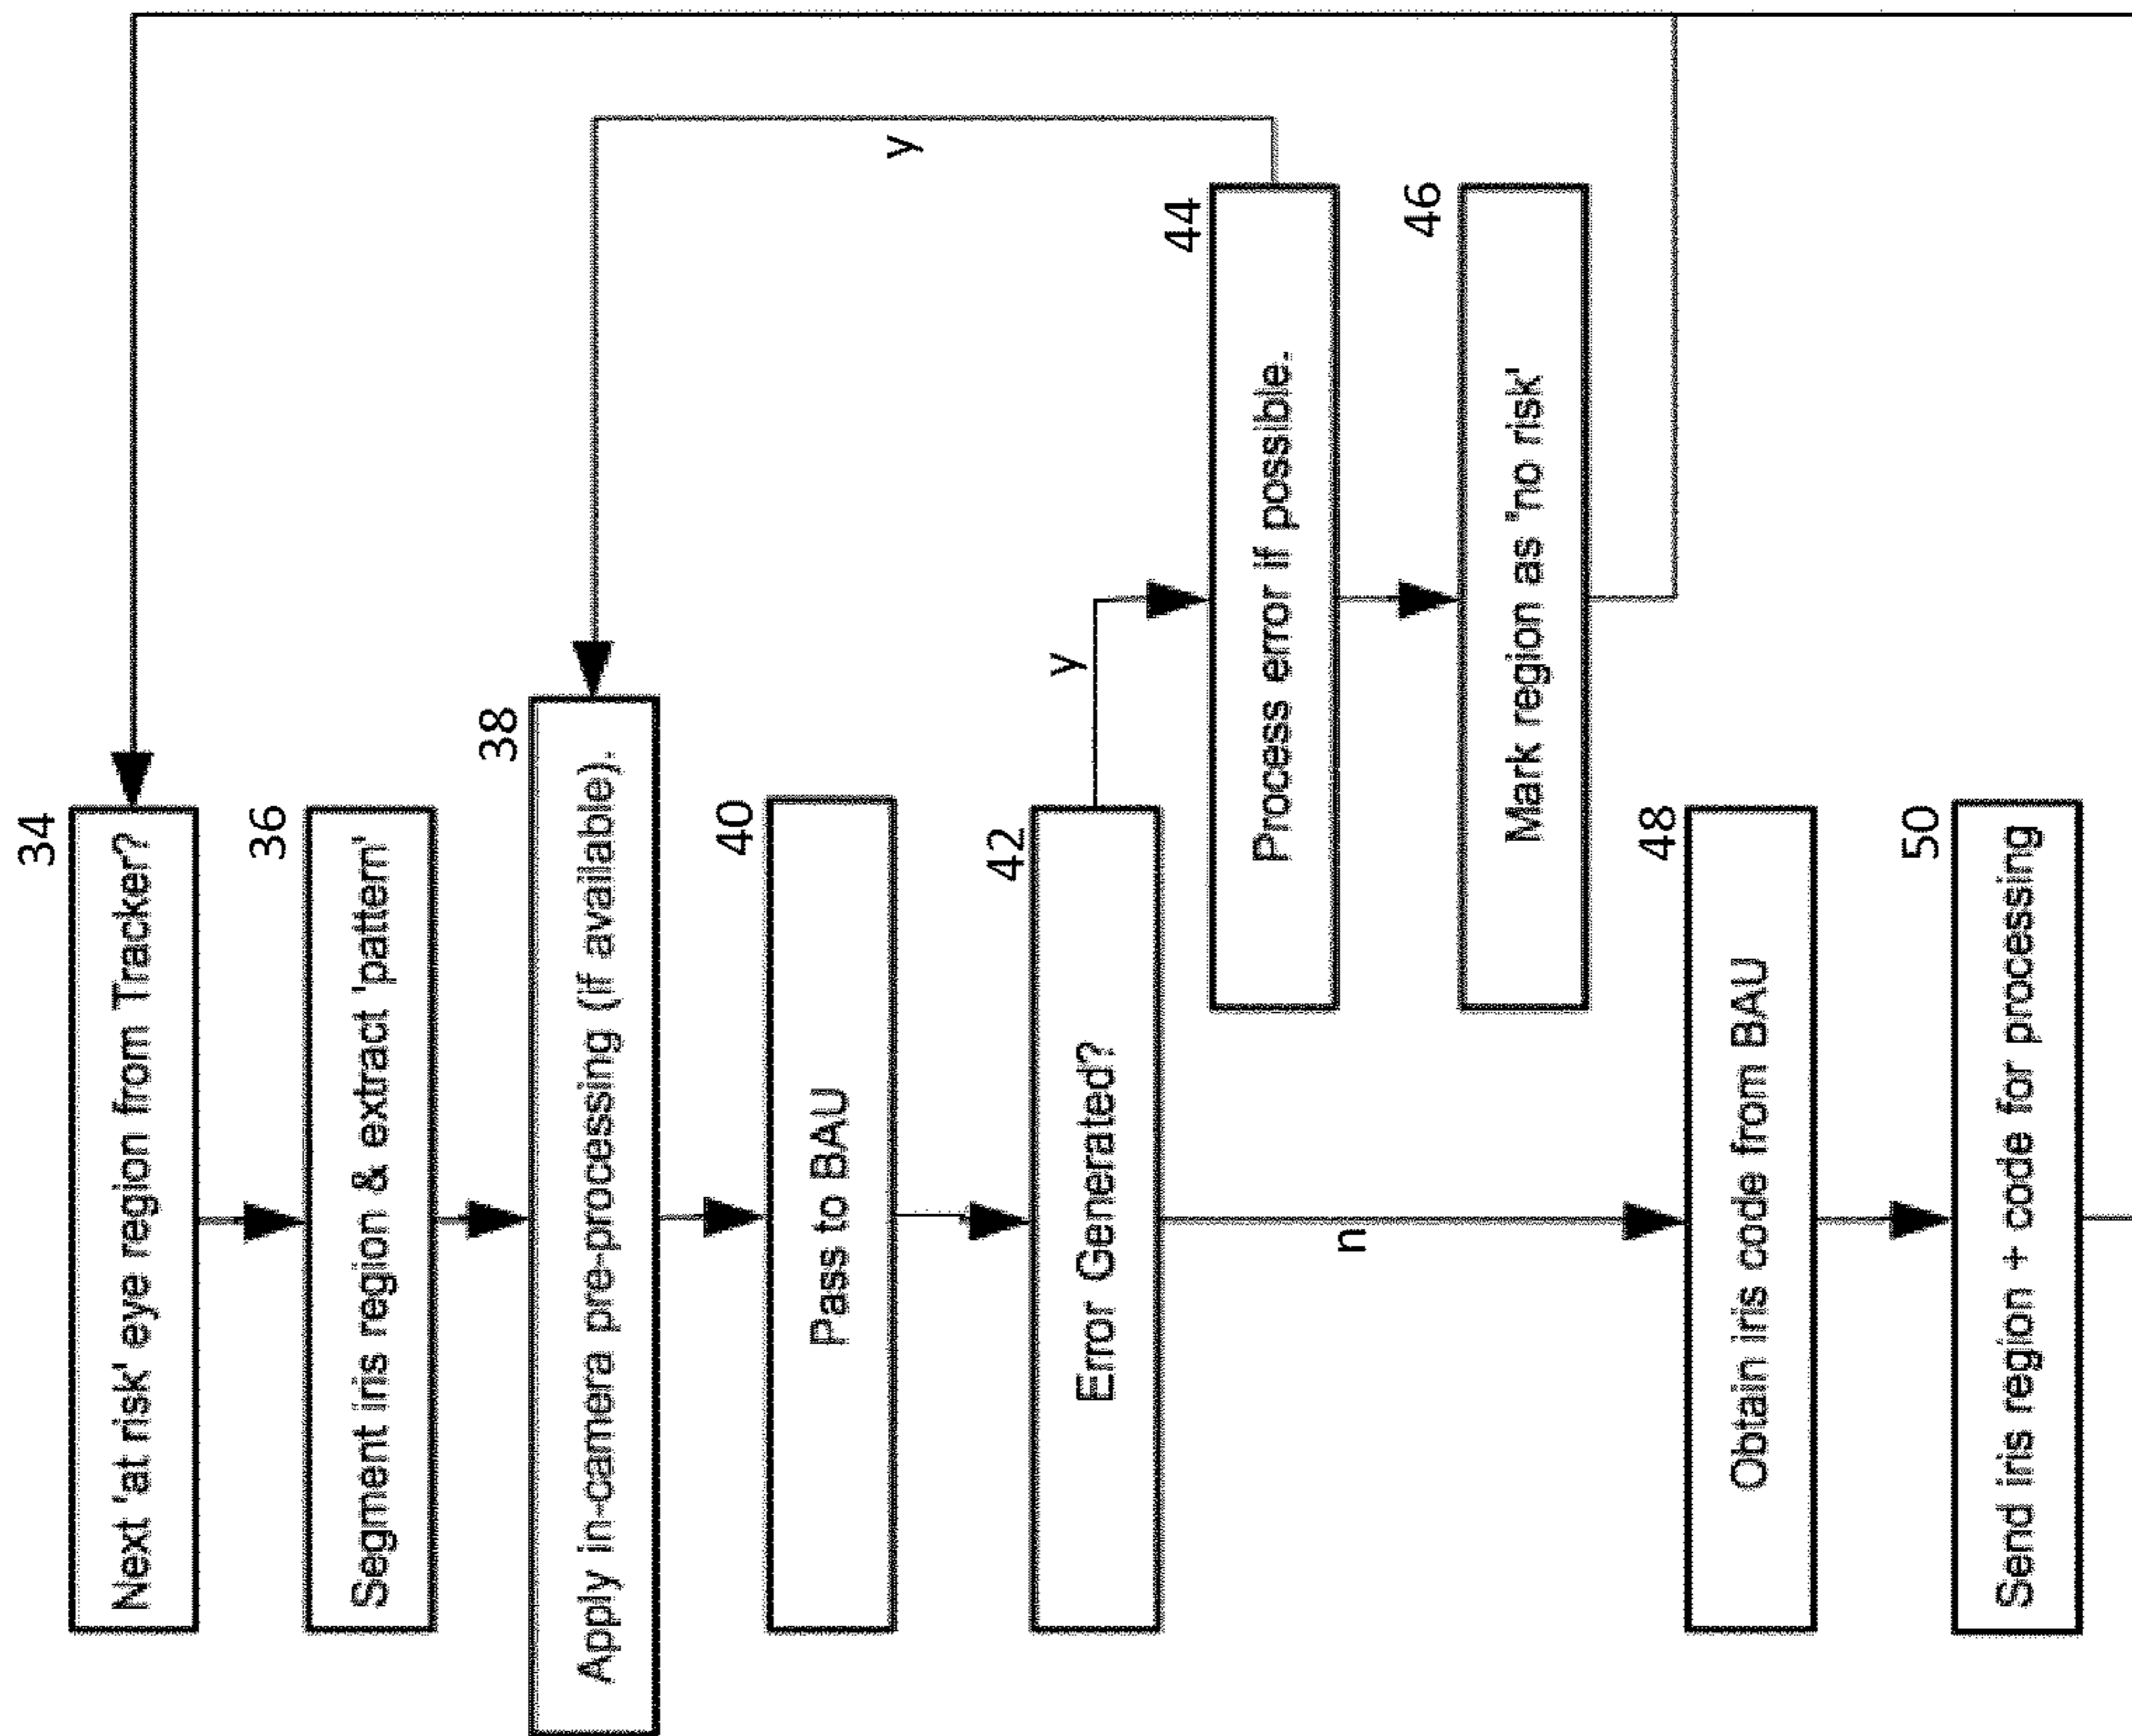 34
Next 'at risk' eye region from Tracker?
36
Segment iris region & extract 'pattern'
38
Apply in-camera pre-processing (if available).
40
Pass to BAU
42
Error Generated?
y
y
44
Process error if possible.
46
Mark region as "no risk'
n
48
Obtain iris code from BAU
50
Send iris region + code for processing